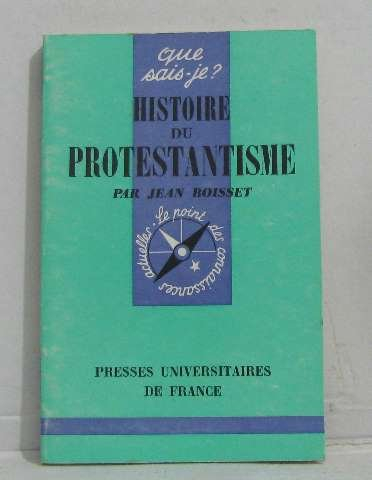 que
sais-je?
HISTOIRE
DU
PROTESTANTISME
PAR JEAN BOISSET
Le point des connaissances actuelles
PRESSES UNIVERSITAIRES
DE FRANCE